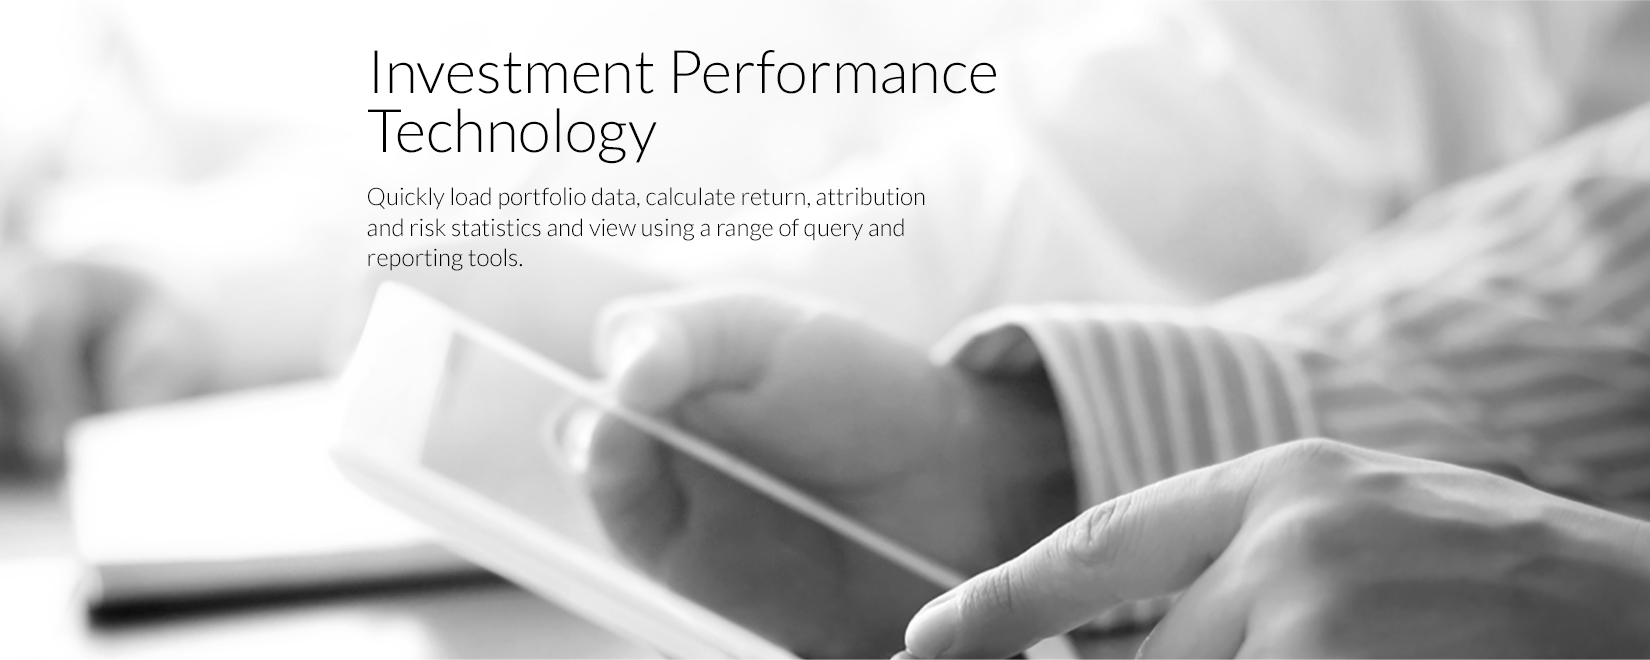 Investment Performance
Technology
Quickly load portfolio data, calculate return, attribution
and risk statistics and view using a range of query and
reporting tools.